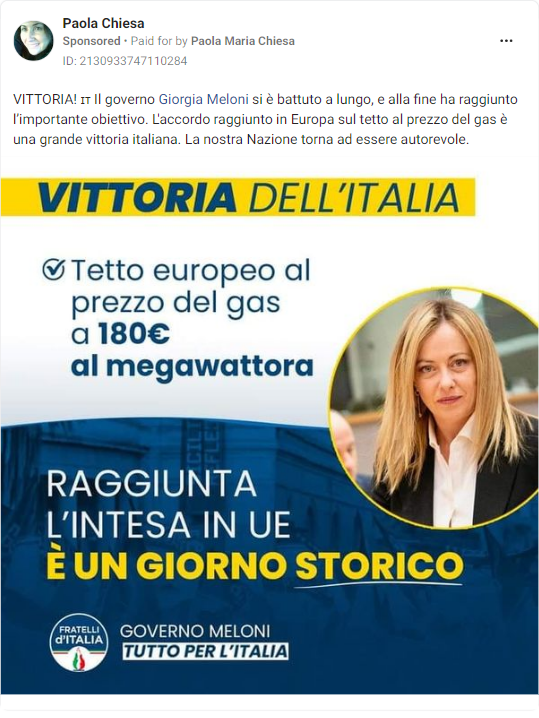 Paola Chiesa
Sponsored • Paid for by Paola Maria Chiesa
ID: 2130933747110284
VITTORIA! IT Il governo Giorgia Meloni si è battuto a lungo, e alla fine ha raggiunto
l'importante obiettivo. L'accordo raggiunto in Europa sul tetto al prezzo del gas è
una grande vittoria italiana. La nostra Nazione torna ad essere autorevole.
VITTORIA DELL'ITALIA
Tetto europeo al
prezzo del gas
a 180€
al megawattora
RAGGIUNTA
L'INTESA IN UE
È UN GIORNO STORICO
FRATELLI
d'ITALIA
GOVERNO MELONI
TUTTO PER L'ITALIA